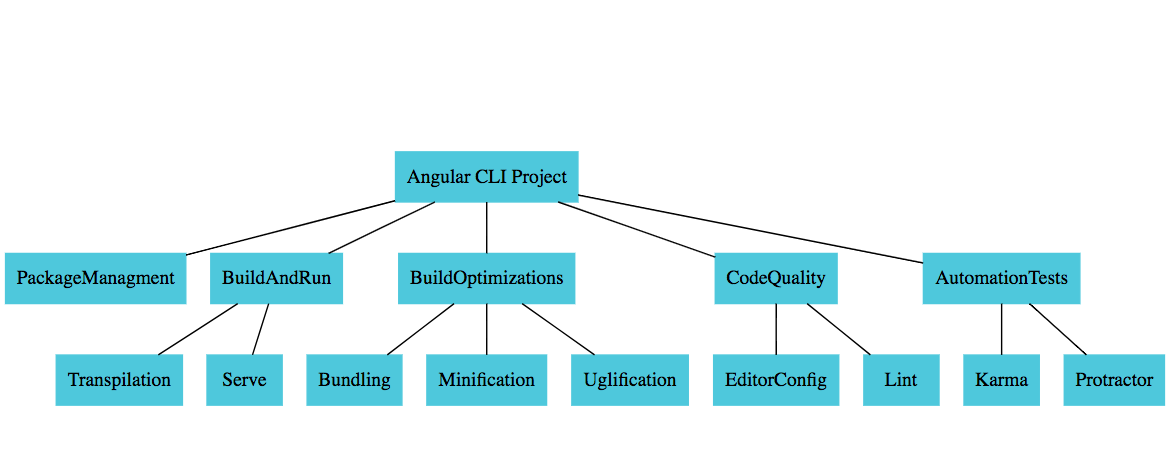 Angular CLI Project
PackageManagment
BuildAndRun
BuildOptimizations
CodeQuality
AutomationTests
Transpilation
Serve
Bundling
Minification
Uglification
EditorConfig
Lint
Karma
Protractor